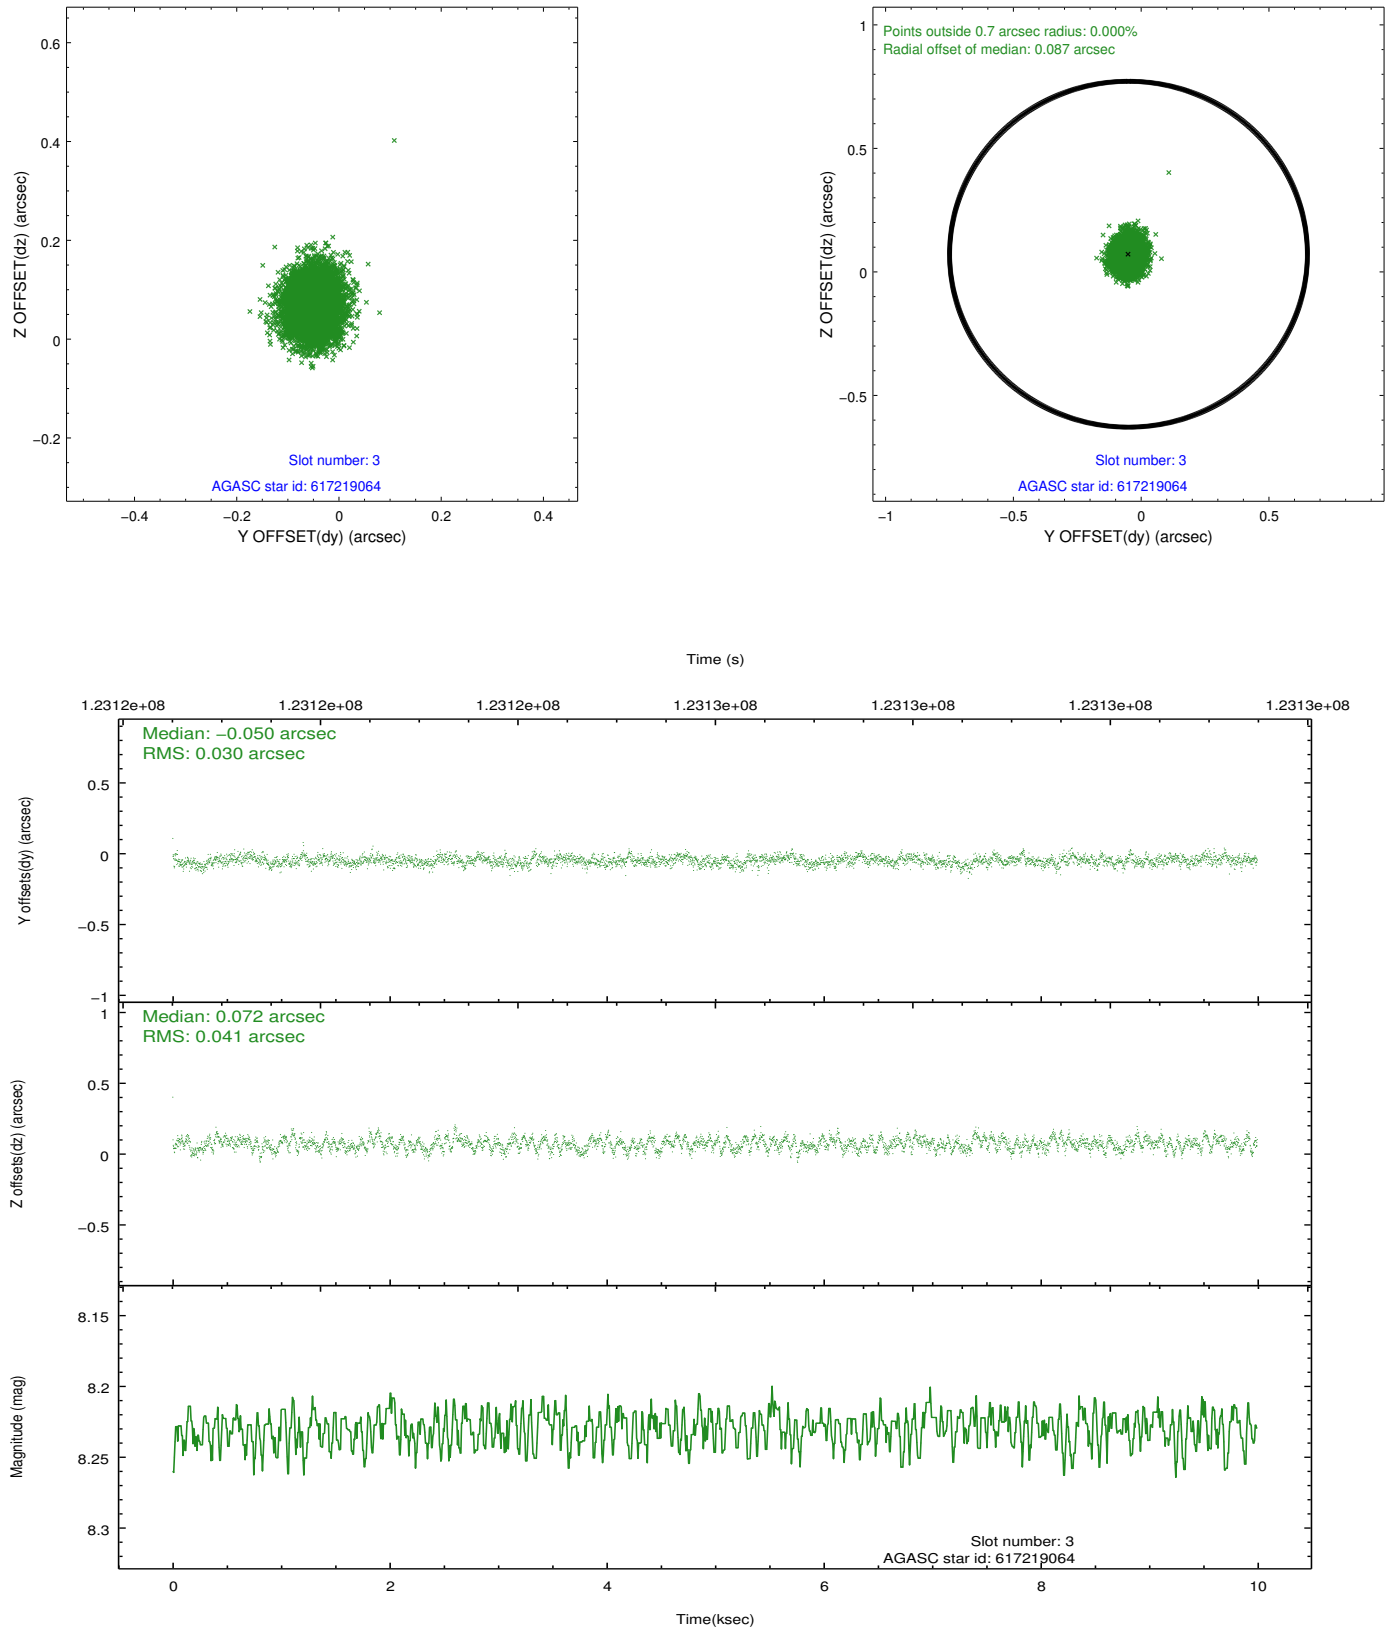 0.6
0.4
0.2
0
−0.2
Z OFFSET(dz) (arcsec)
Slot number: 3
AGASC star id: 617219064
−0.4 −0.2 0 0.2 0.4
Y OFFSET(dy) (arcsec)
Points outside 0.7 arcsec radius: 0.000%
Radial offset of median: 0.087 arcsec
1
0.5
0
−0.5
Z OFFSET(dz) (arcsec)
Slot number: 3
AGASC star id: 617219064
−1 −0.5 0 0.5
Y OFFSET(dy) (arcsec)
Time (s)
1.2312e+08 1.2312e+08 1.2312e+08 1.2313e+08 1.2313e+08 1.2313e+08 1.2313e+08
Median: −0.050 arcsec
RMS: 0.030 arcsec
0.5
0
−0.5
−1
Y offsets(dy) (arcsec)
Median: 0.072 arcsec
RMS: 0.041 arcsec
1
0.5
0
−0.5
Z offsets(dz) (arcsec)
8.15
8.2
8.25
8.3
Magnitude (mag)
Slot number: 3
AGASC star id: 617219064
0 2 4 6 8 10
Time(ksec)